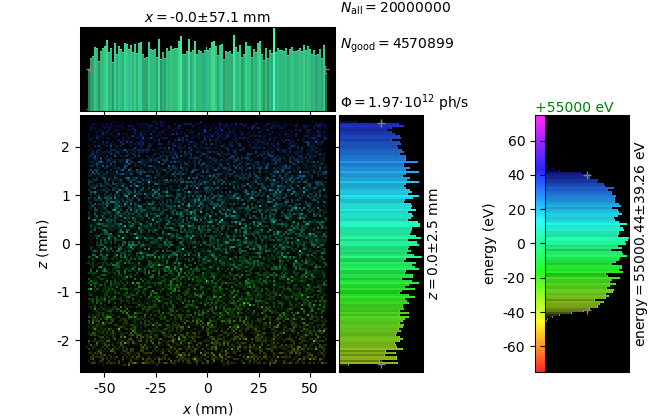 x = -0.0±57.1 mm
N_all = 20000000
N_good = 4570899
Φ = 1.97·10^12 ph/s
+55000 eV
2
1
0
-1
-2
z (mm)
-50
-25
0
25
50
x (mm)
z = 0.0±2.5 mm
60
40
20
0
-20
-40
-60
energy (eV)
energy = 55000.44±39.26 eV